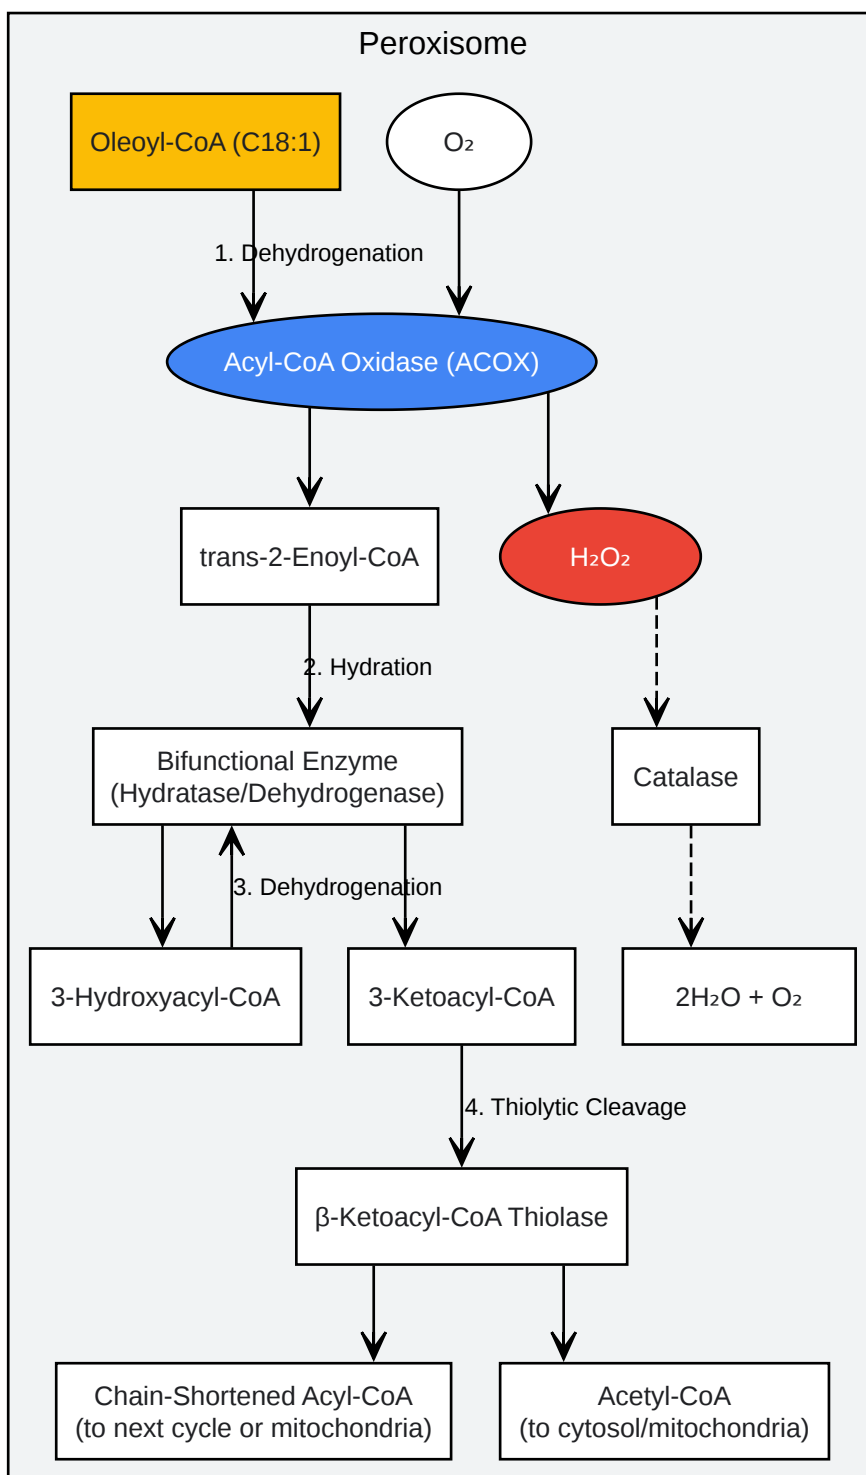 Peroxisome
Oleoyl-CoA (C18:1)
O₂
1. Dehydrogenation
Acyl-CoA Oxidase (ACOX)
trans-2-Enoyl-CoA
H₂O₂
2. Hydration
Bifunctional Enzyme
(Hydratase/Dehydrogenase)
Catalase
3. Dehydrogenation
3-Hydroxyacyl-CoA
3-Ketoacyl-CoA
2H₂O + O₂
4. Thiolytic Cleavage
β-Ketoacyl-CoA Thiolase
Chain-Shortened Acyl-CoA
(to next cycle or mitochondria)
Acetyl-CoA
(to cytosol/mitochondria)